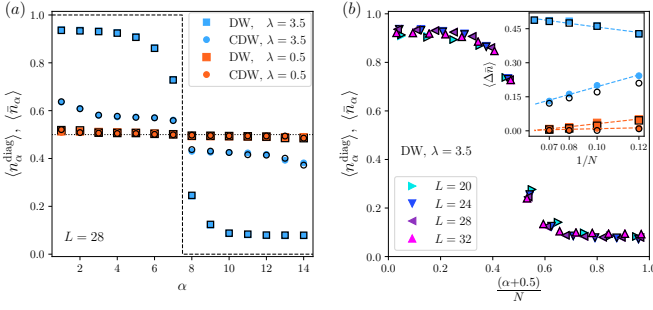 (a)
1.0
0.8
0.6
0.4
0.2
0.0
⟨n_α^diag⟩, ⟨n̄_α⟩
DW, λ = 3.5
CDW, λ = 3.5
DW, λ = 0.5
CDW, λ = 0.5
L = 28
2 4 6 8 10 12 14
α
(b)
1.0
0.8
0.6
0.4
0.2
0.0
⟨n_α^diag⟩, ⟨n̄_α⟩
DW, λ = 3.5
L = 20
L = 24
L = 28
L = 32
0.0 0.2 0.4 0.6 0.8 1.0
(α+0.5)
N
0.45
0.30
0.15
0.00
⟨Δn̄⟩
0.07 0.08 0.10 0.12
1/N